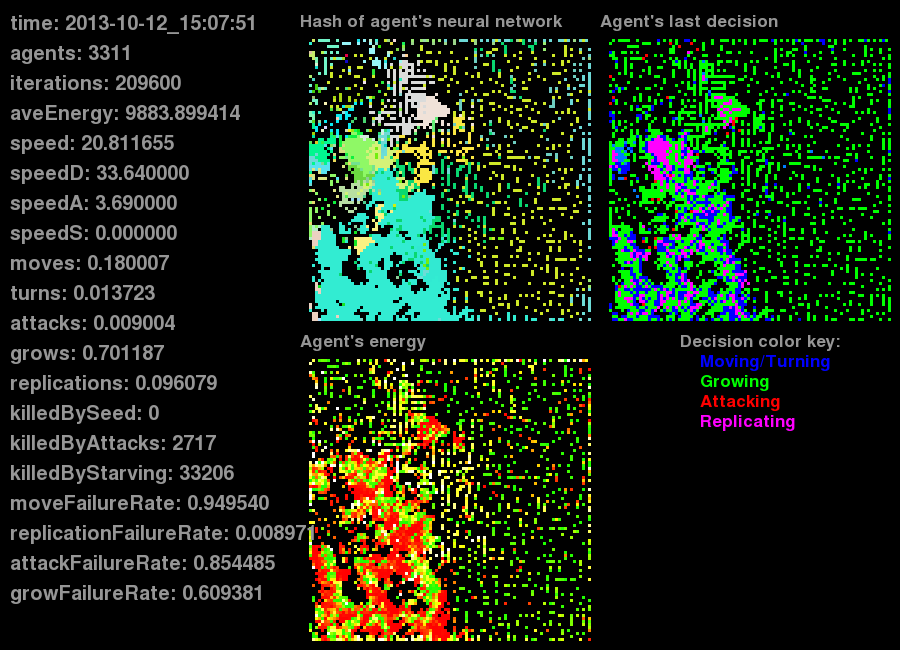 time: 2013-10-12_15:07:51
agents: 3311
iterations: 209600
aveEnergy: 9883.899414
speed: 20.811655
speedD: 33.640000
speedA: 3.690000
speedS: 0.000000
moves: 0.180007
turns: 0.013723
attacks: 0.009004
grows: 0.701187
replications: 0.096079
killedBySeed: 0
killedByAttacks: 2717
killedByStarving: 33206
moveFailureRate: 0.949540
replicationFailureRate: 0.008971
attackFailureRate: 0.854485
growFailureRate: 0.609381
Hash of agent's neural network
Agent's last decision
Agent's energy
Decision color key:
Moving/Turning
Growing
Attacking
Replicating